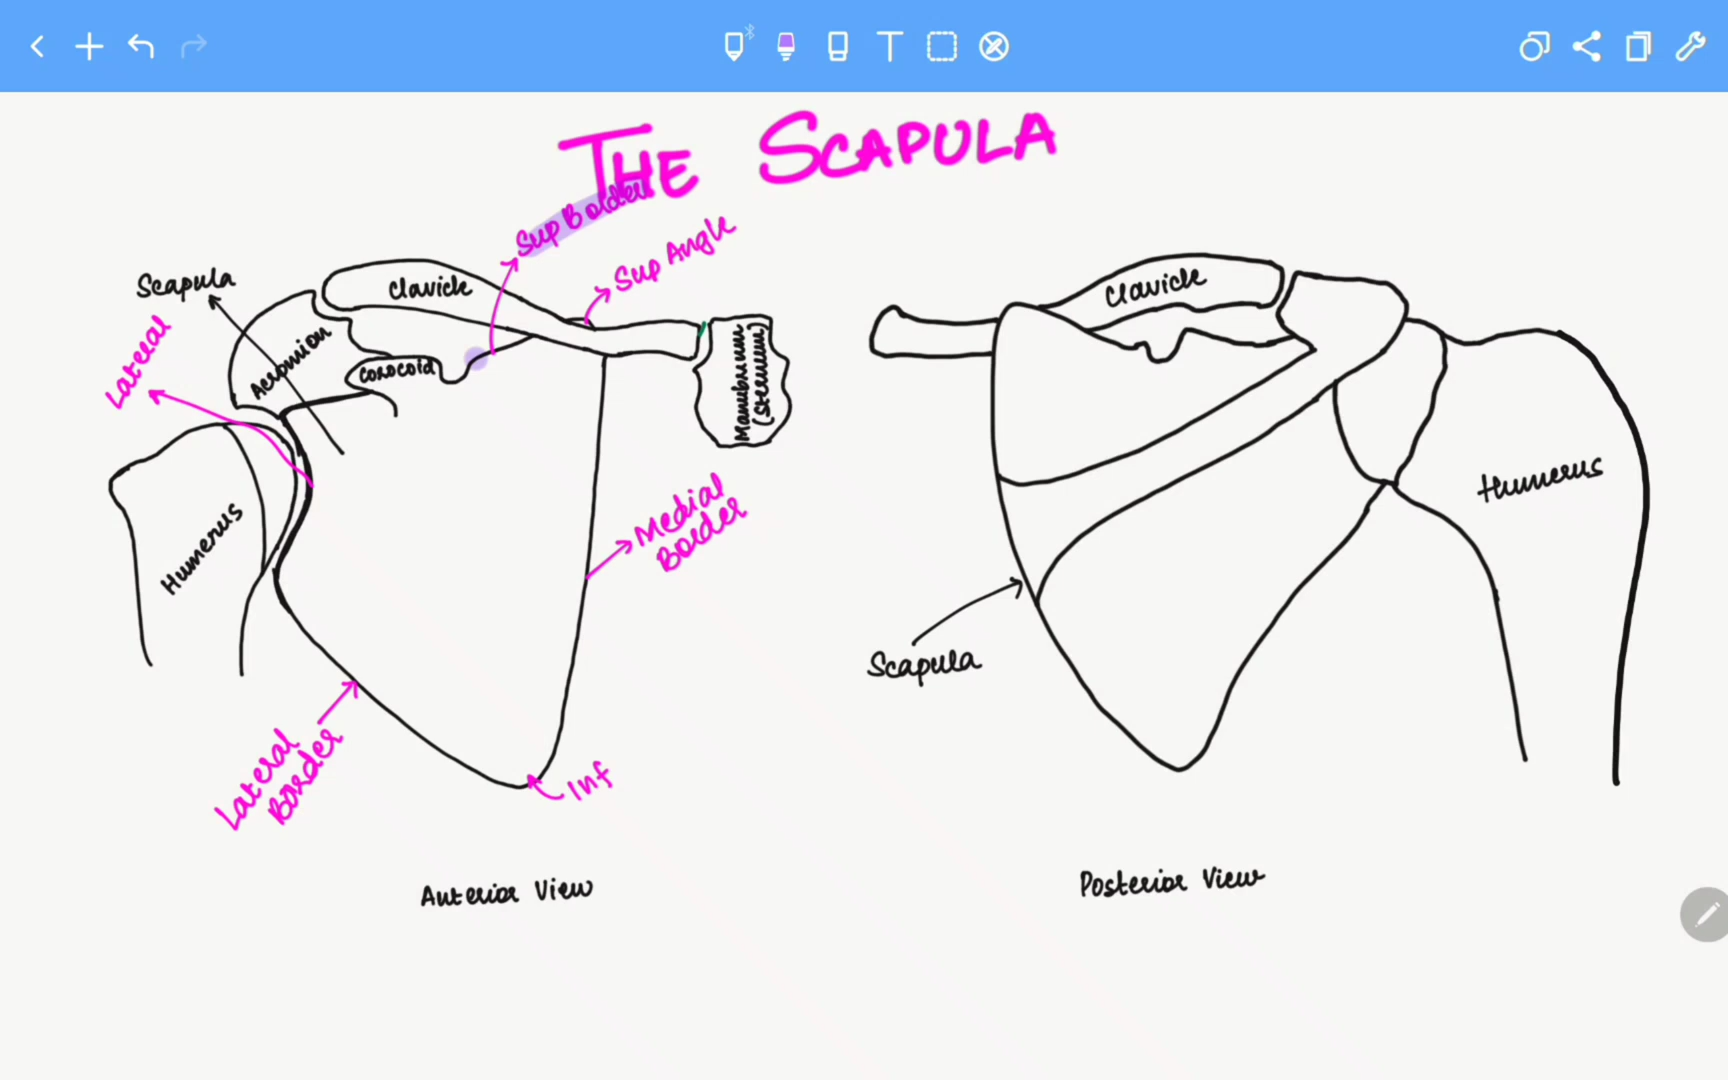 THE SCAPULA
Sup Border
Sup Angle
Scapula
Clavicle
Lateral
Acromion
Corocoid
Manubrium
(Sternum)
Humerus
Medial
Border
Lateral
Border
Inf
Anterior View
Clavicle
Humerus
Scapula
Posterior View
T